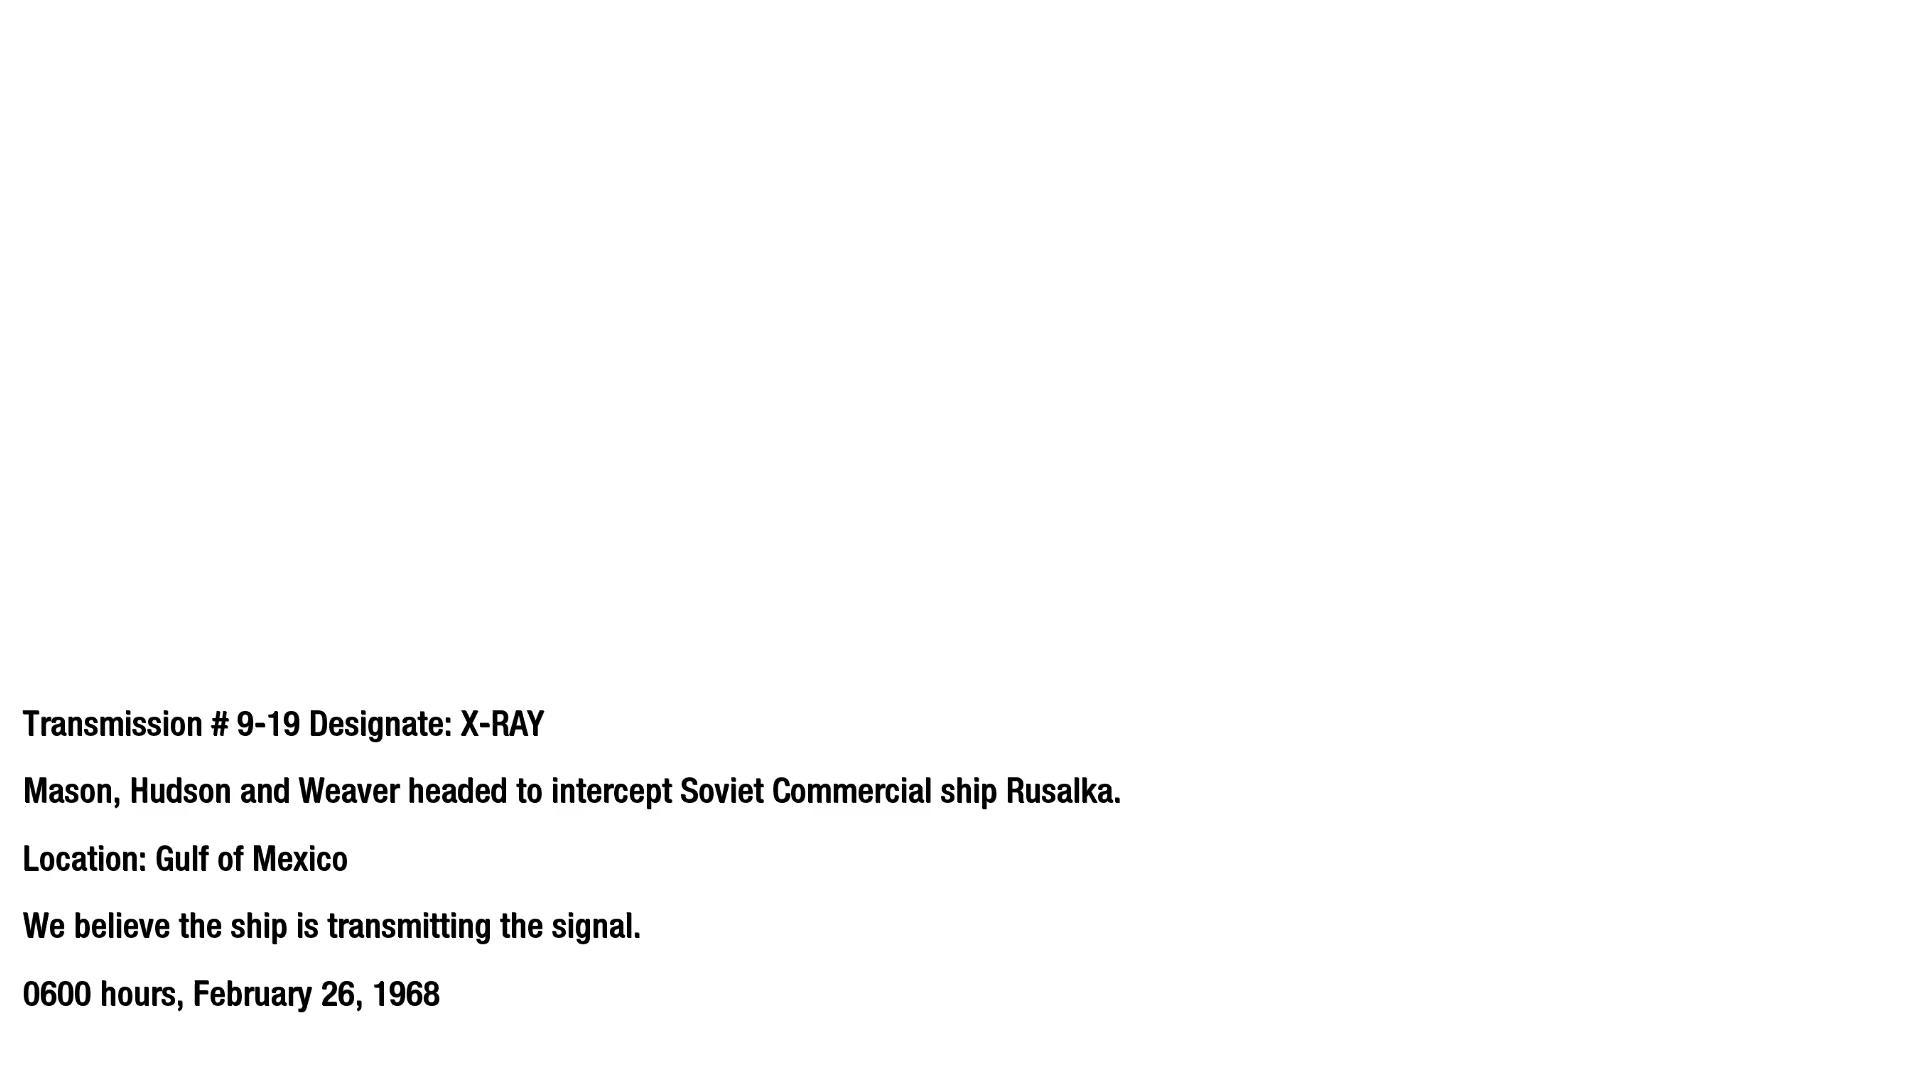 Transmission # 9-19 Designate: X-RAY
Mason, Hudson and Weaver headed to intercept Soviet Commercial ship Rusalka.
Location: Gulf of Mexico
We believe the ship is transmitting the signal.
0600 hours, February 26, 1968